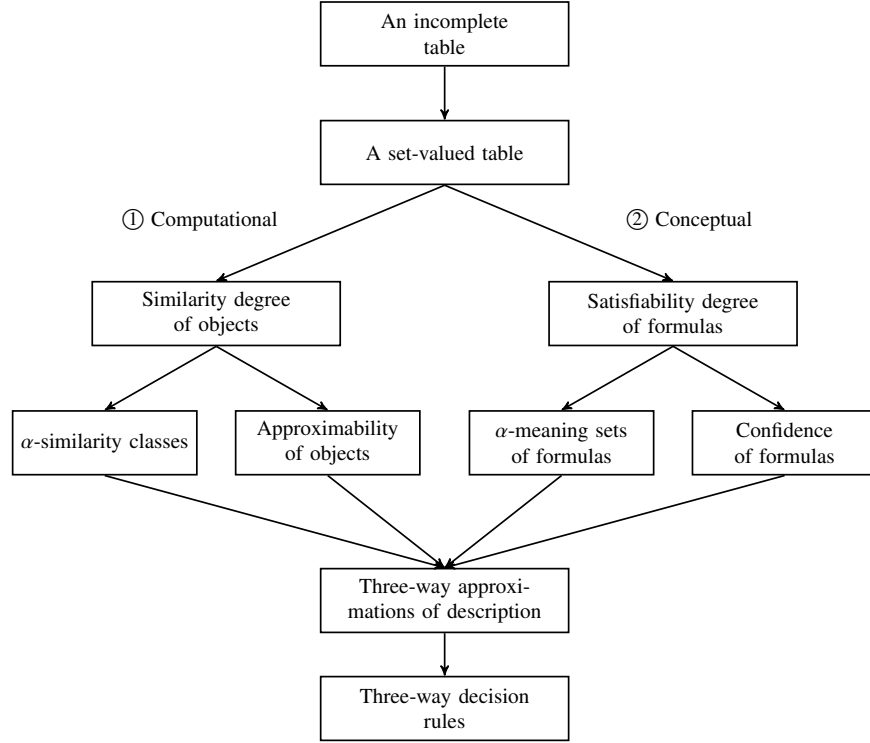 An incomplete
table
A set-valued table
① Computational
② Conceptual
Similarity degree
of objects
Satisfiability degree
of formulas
α-similarity classes
Approximability
of objects
α-meaning sets
of formulas
Confidence
of formulas
Three-way approxi-
mations of description
Three-way decision
rules